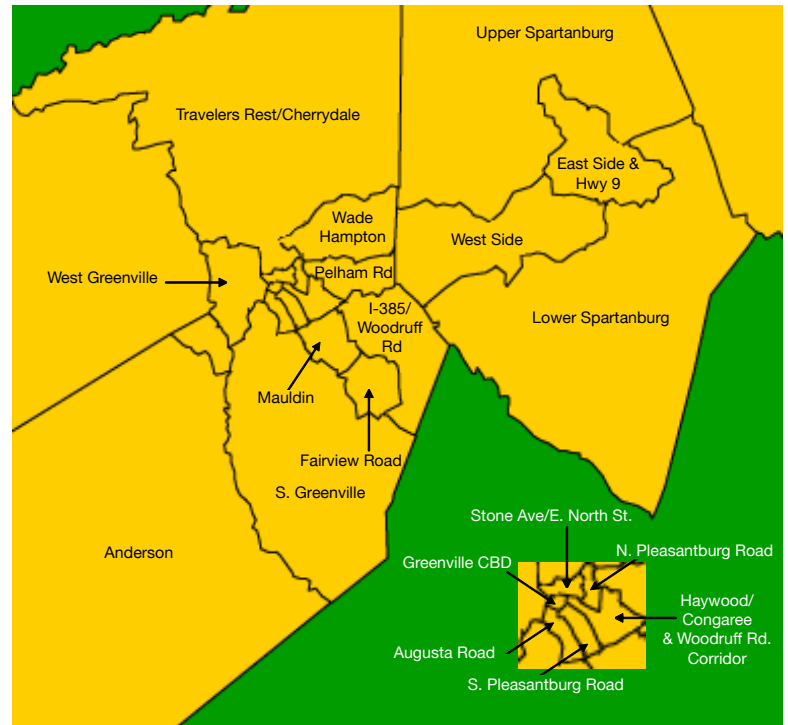 Upper Spartanburg
Travelers Rest/Cherrydale
East Side &
Hwy 9
Wade
Hampton
West Side
West Greenville
Pelham Rd
I-385/
Woodruff
Rd
Lower Spartanburg
Mauldin
Fairview Road
S. Greenville
Stone Ave/E. North St.
Anderson
N. Pleasantburg Road
Greenville CBD
Haywood/
Congaree
& Woodruff Rd.
Corridor
Augusta Road
S. Pleasantburg Road